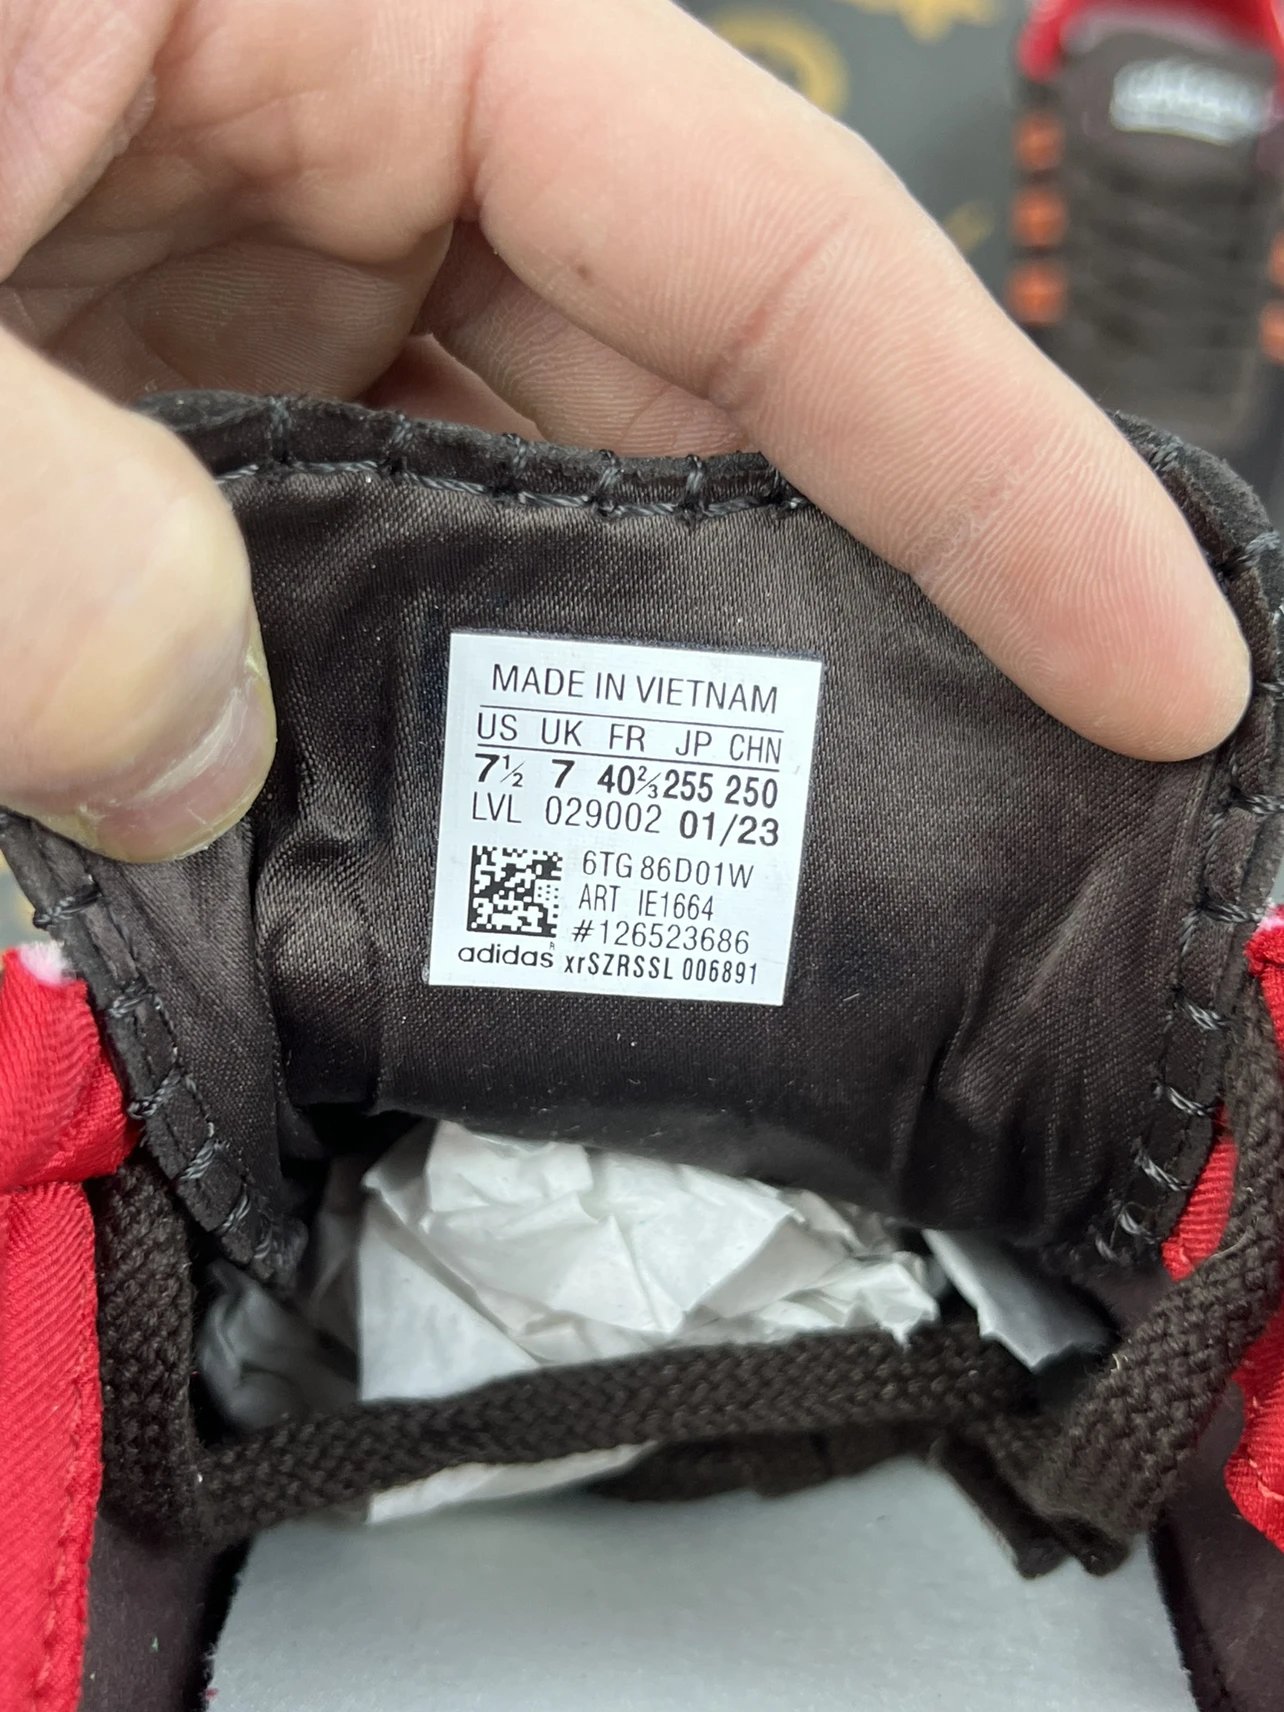 MADE IN VIETNAM
US UK FR JP CHN
7½ 7 40⅔ 255 250
LVL 029002 01/23
6TG 86D01W
ART IE1664
#126523686
adidas® xrSZRSSL 006891